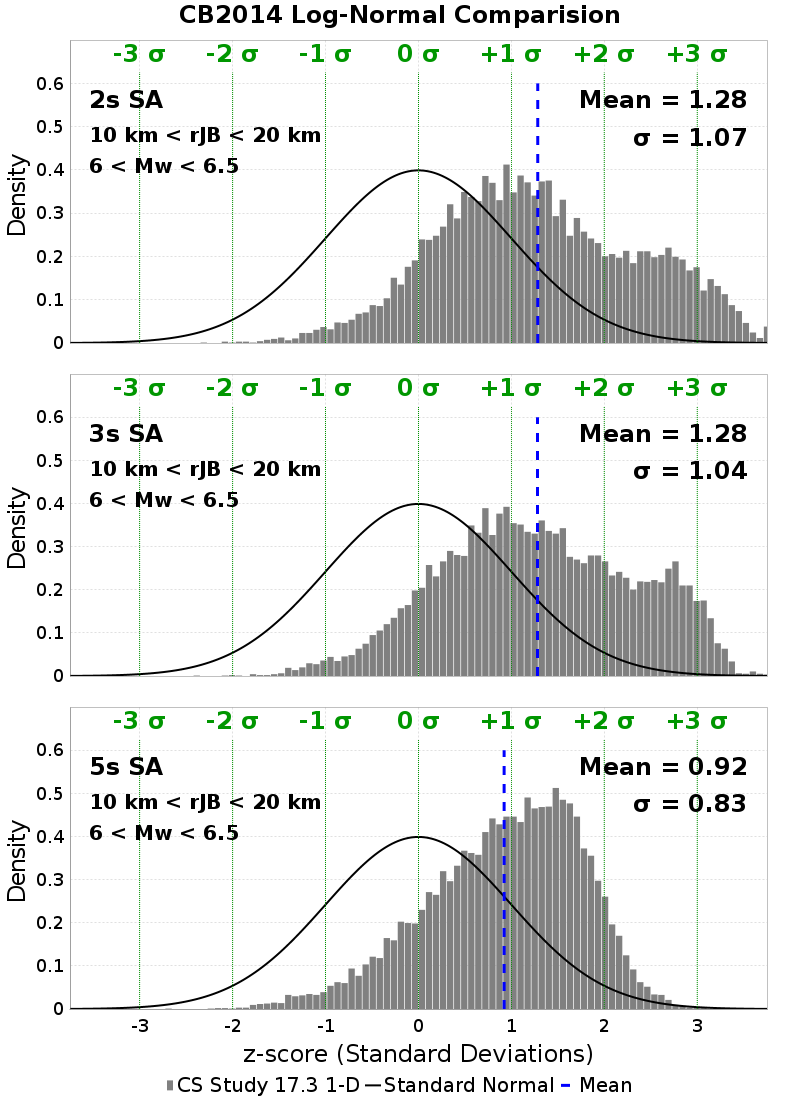 CB2014 Log-Normal Comparision
-3 σ -2 σ -1 σ 0 σ +1 σ +2 σ +3 σ
2s SA
10 km < rJB < 20 km
6 < Mw < 6.5
Mean = 1.28
σ = 1.07
Density
0.6
0.5
0.4
0.3
0.2
0.1
0
-3 σ -2 σ -1 σ 0 σ +1 σ +2 σ +3 σ
3s SA
10 km < rJB < 20 km
6 < Mw < 6.5
Mean = 1.28
σ = 1.04
Density
0.6
0.5
0.4
0.3
0.2
0.1
0
-3 σ -2 σ -1 σ 0 σ +1 σ +2 σ +3 σ
5s SA
10 km < rJB < 20 km
6 < Mw < 6.5
Mean = 0.92
σ = 0.83
Density
0.6
0.5
0.4
0.3
0.2
0.1
0
-3 -2 -1 0 1 2 3
z-score (Standard Deviations)
CS Study 17.3 1-D Standard Normal Mean